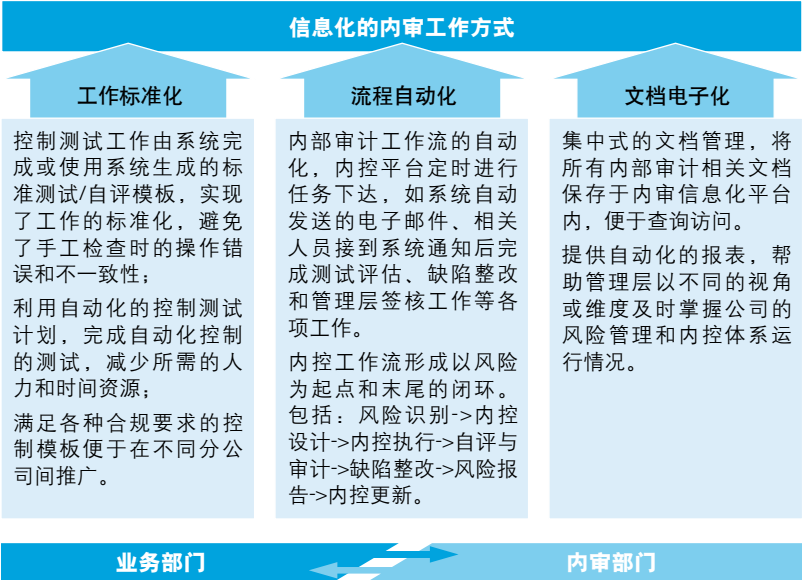 信息化的内审工作方式
工作标准化
控制测试工作由系统完
成或使用系统生成的标
准测试/自评模板，实现
了工作的标准化，避免
了手工检查时的操作错
误和不一致性；
利用自动化的控制测试
计划，完成自动化控制
的测试，减少所需的人
力和时间资源；
满足各种合规要求的控
制模板便于在不同分公
司间推广。
流程自动化
内部审计工作流的自动
化，内控平台定时进行
任务下达，如系统自动
发送的电子邮件、相关
人员接到系统通知后完
成测试评估、缺陷整改
和管理层签核工作等各
项工作。
内控工作流形成以风险
为起点和末尾的闭环。
包括：风险识别->内控
设计->内控执行->自评与
审计->缺陷整改->风险报
告->内控更新。
文档电子化
集中式的文档管理，将
所有内部审计相关文档
保存于内审信息化平台
内，便于查询访问。
提供自动化的报表，帮
助管理层以不同的视角
或维度及时掌握公司的
风险管理和内控体系运
行情况。
业务部门
内审部门